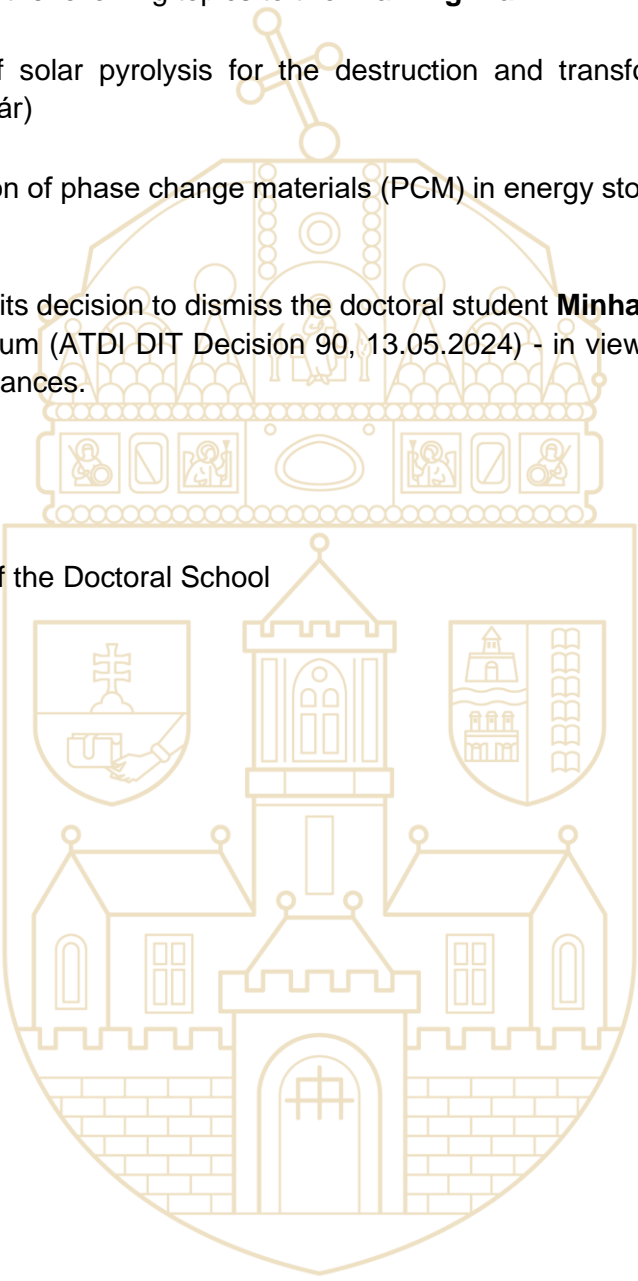 f solar pyrolysis for the destruction and transfo
ár)
on of phase change materials (PCM) in energy sto
its decision to dismiss the doctoral student Minha
um (ATDI DIT Decision 90, 13.05.2024) - in view
ances.
f the Doctoral School